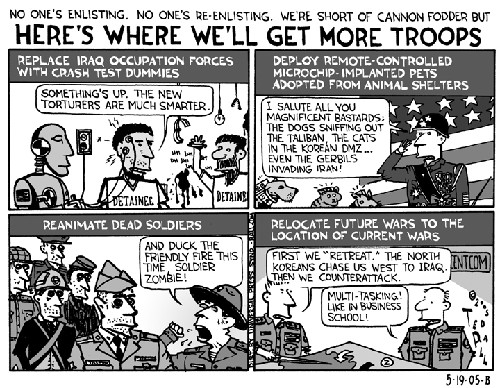 NO ONE'S ENLISTING. NO ONE'S RE-ENLISTING. WE'RE SHORT OF CANNON FODDER BUT
HERE'S WHERE WE'LL GET MORE TROOPS
REPLACE IRAQ OCCUPATION FORCES
WITH CRASH TEST DUMMIES
SOMETHING'S UP. THE NEW
TORTURERS ARE MUCH SMARTER.
DETAINEE
DETAINE
DEPLOY REMOTE-CONTROLLED
MICROCHIP-IMPLANTED PETS
ADOPTED FROM ANIMAL SHELTERS
I SALUTE ALL YOU
MAGNIFICENT BASTARDS:
THE DOGS SNIFFING OUT
THE TALIBAN, THE CATS
IN THE KOREAN DMZ...
EVEN THE GERBILS
INVADING IRAN!
REANIMATE DEAD SOLDIERS
AND DUCK THE
FRIENDLY FIRE THIS
TIME, SOLDIER
ZOMBIE!
RELOCATE FUTURE WARS TO THE
LOCATION OF CURRENT WARS
FIRST WE "RETREAT." THE NORTH
KOREANS CHASE US WEST TO IRAQ.
THEN WE COUNTERATTACK.
ENTCOM
MULTI-TASKING!
LIKE IN BUSINESS
SCHOOL!
TED RALL
5-19-05-B